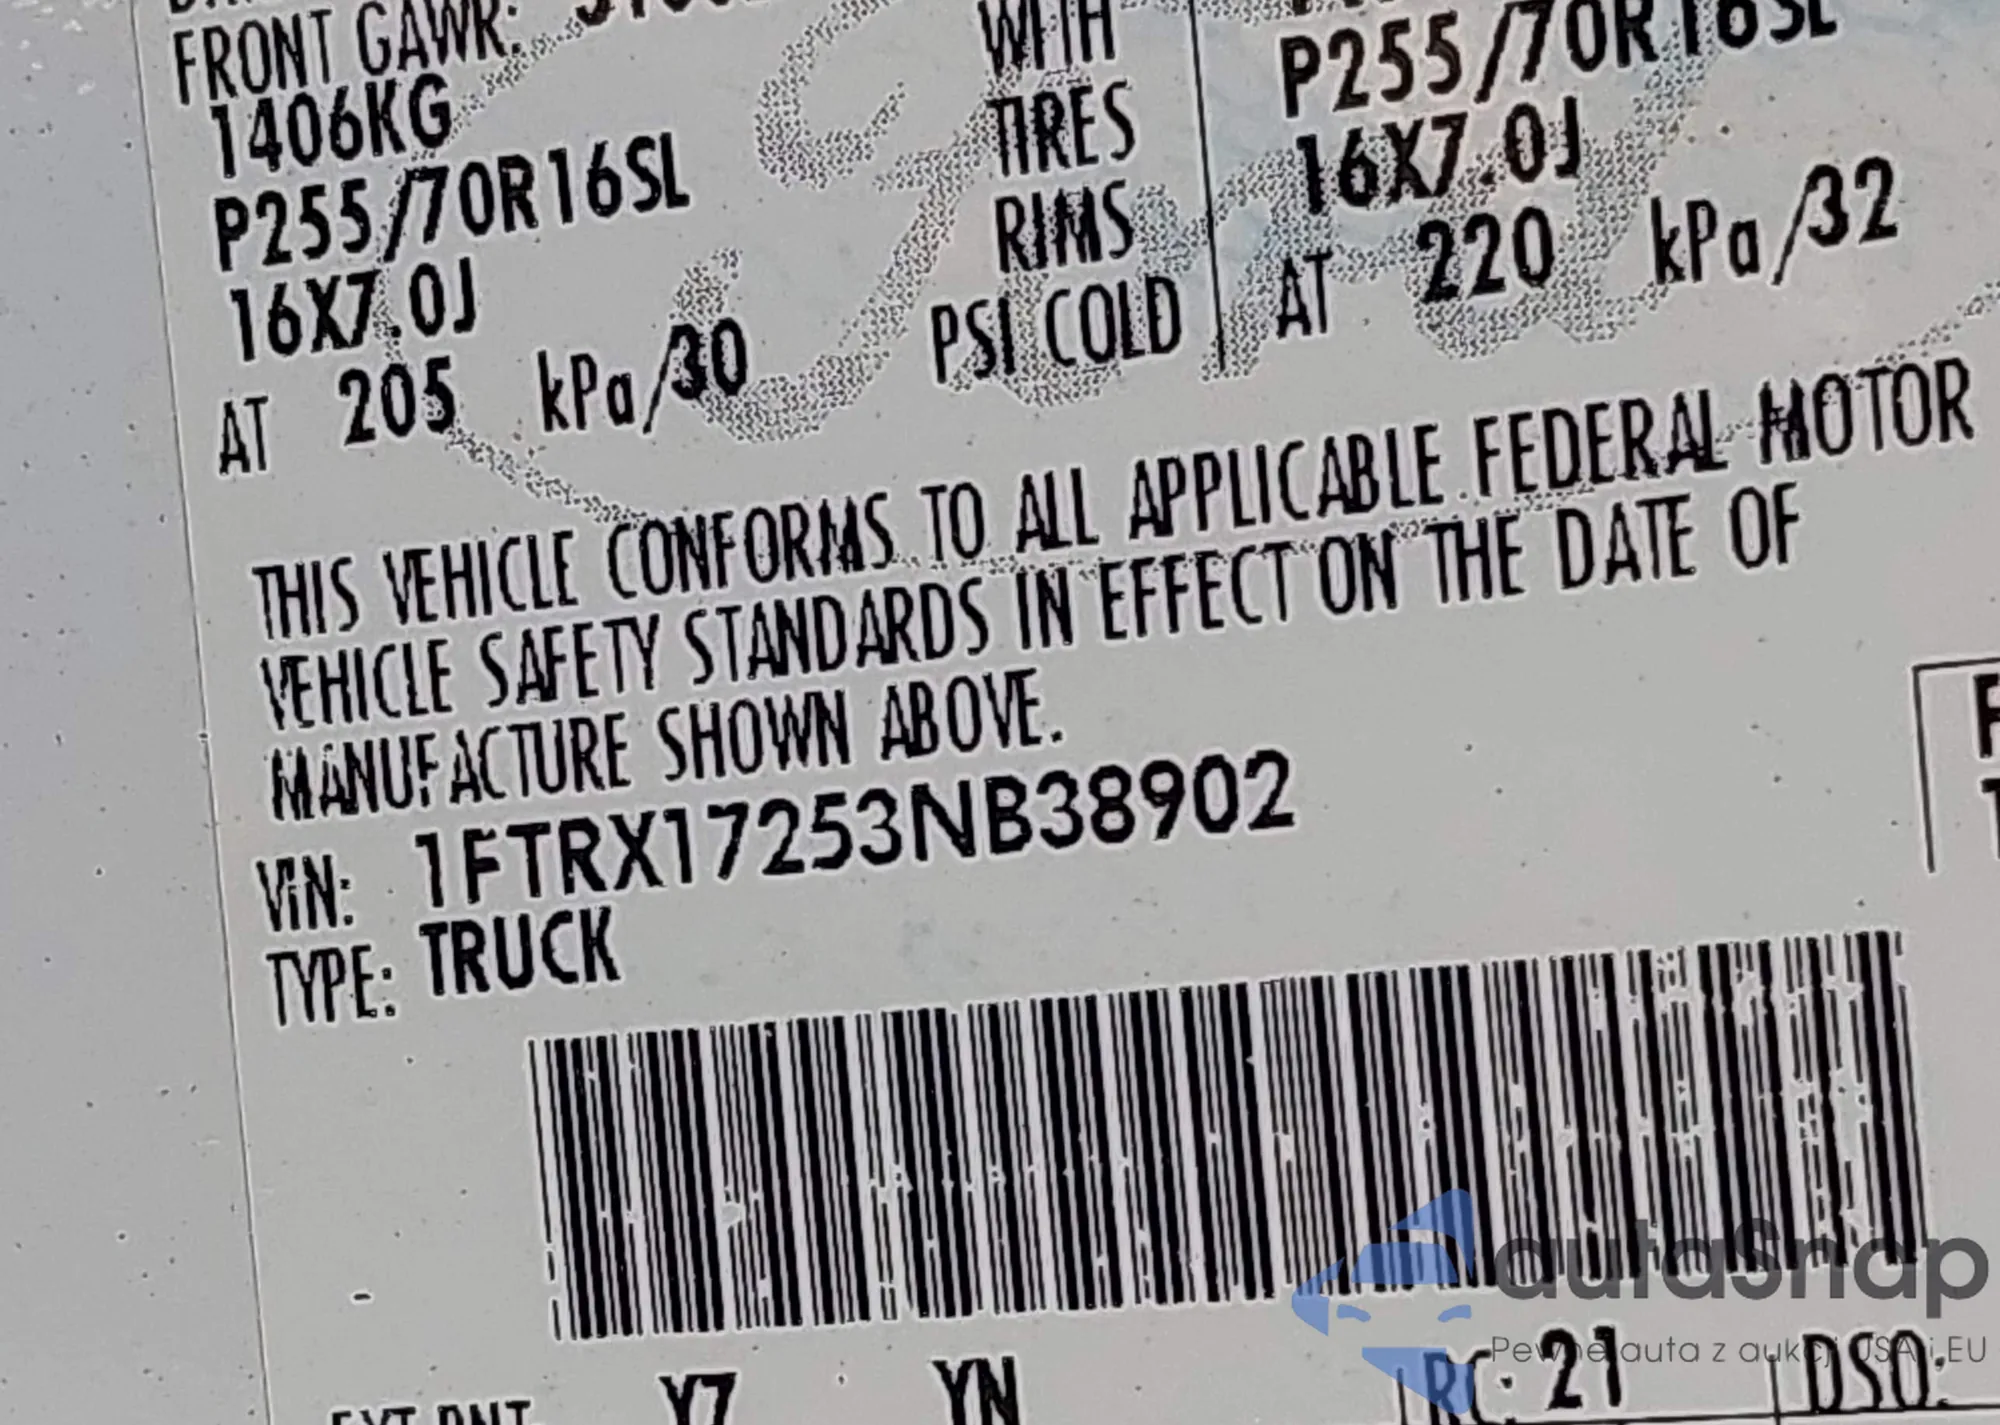 FRONT GAWR:
1406KG
P255/70R16SL
16X7.0J
AT 205 kPa/30
WITH
TIRES
RIMS
PSI COLD
P255/70R16SL
16X7.0J
AT 220 kPa/32
THIS VEHICLE CONFORMS TO ALL APPLICABLE FEDERAL MOTOR
VEHICLE SAFETY STANDARDS IN EFFECT ON THE DATE OF
MANUFACTURE SHOWN ABOVE.
VIN: 1FTRX17253NB38902
TYPE: TRUCK
autaSnap
Pewne auta z aukcji USA i EU
EXT PNT YZ YN
RC: 21 DSO: